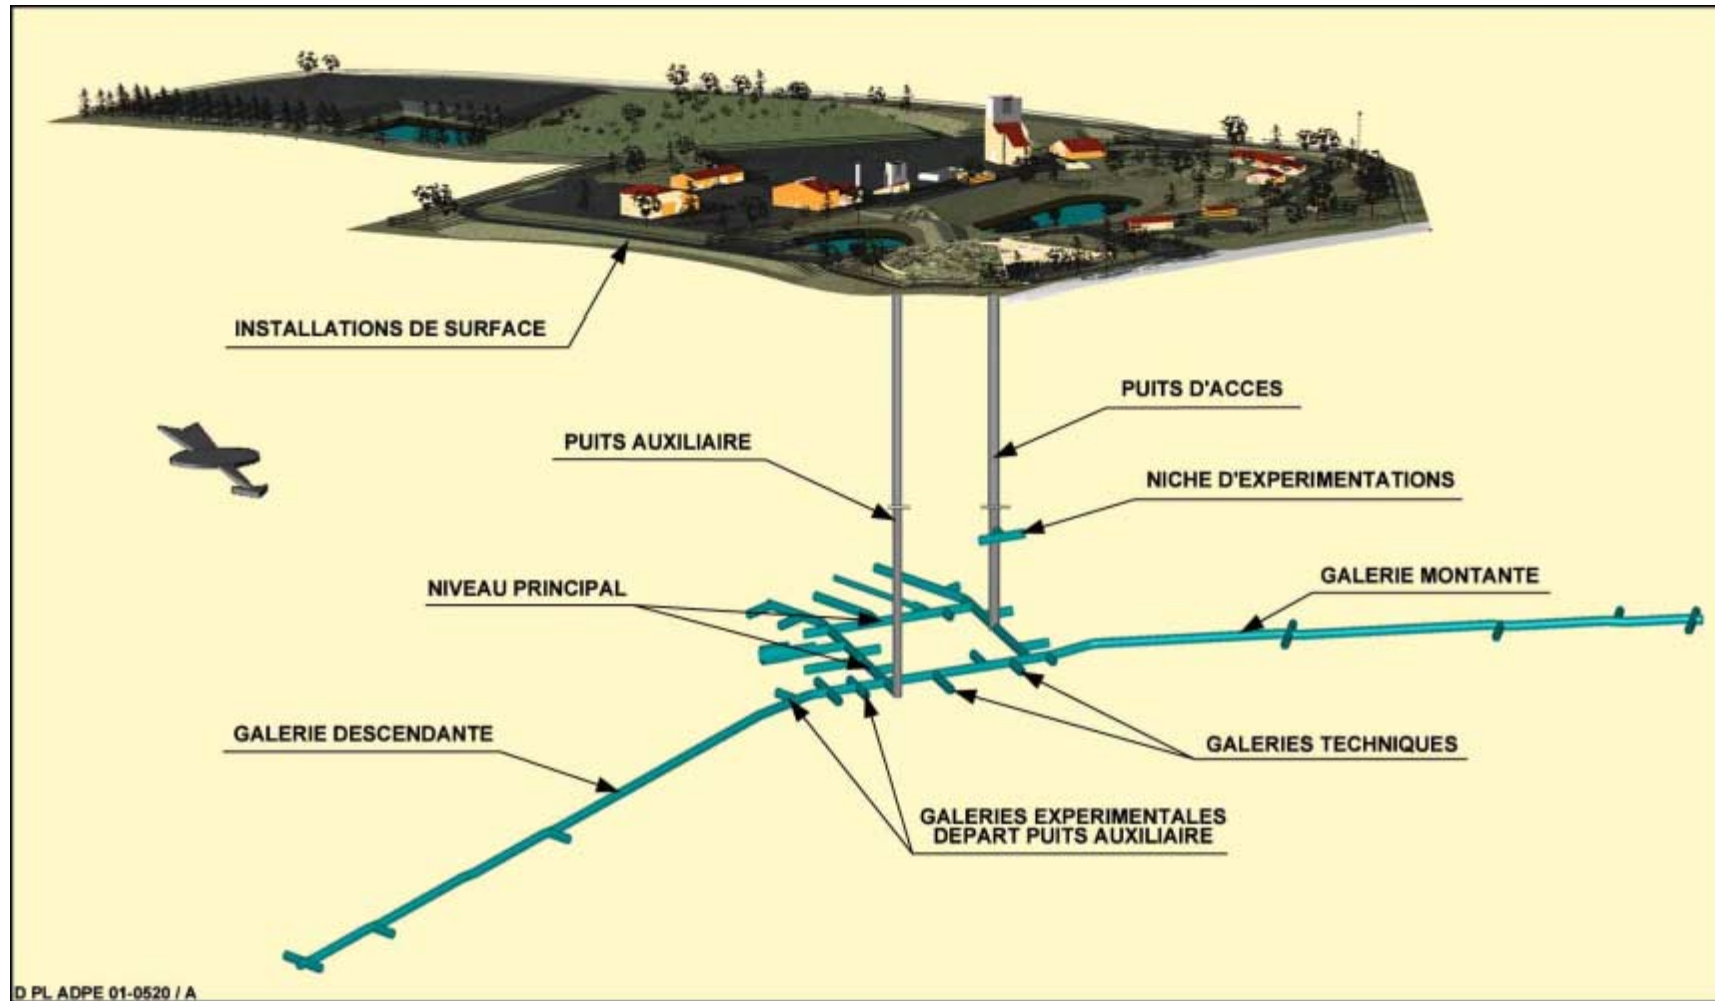 INSTALLATIONS DE SURFACE
PUITS D'ACCES
PUITS AUXILIAIRE
NICHE D'EXPERIMENTATIONS
GALERIE MONTANTE
NIVEAU PRINCIPAL
GALERIE DESCENDANTE
GALERIES TECHNIQUES
GALERIES EXPERIMENTALES
DEPART PUITS AUXILIAIRE
D PL ADPE 01-0520 / A